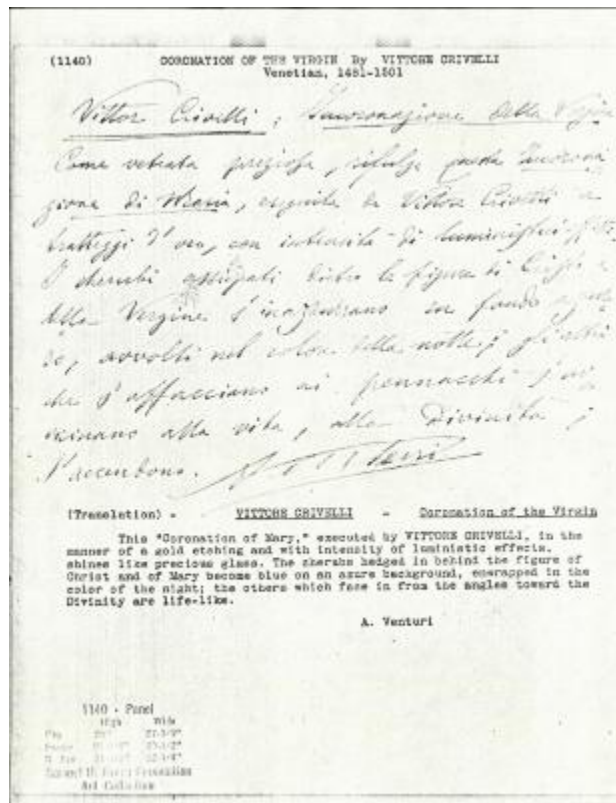 (1140) CORONATION OF THE VIRGIN By VITTORE CRIVELLI
Venetian, 1481-1501
Vittor Crivelli ; Incoronazione della Vergine
Come vetrata preziosa, rifulge questa Incorona
zione di Maria, eseguita da Vittor Crivelli a
tratteggi d'oro, con intensità di luministici
I cherubi dietro le figure di Cristo e
della Vergine s'inazzurrano in fondo
avvolti nel color della notte; gli altri
che s'affacciano ai pennacchi
alla vita, alla Divinità,
s'accendono.
(Translation) - VITTORE CRIVELLI - Coronation of the Virgin
This "Coronation of Mary," executed by VITTORE CRIVELLI, in the
manner of a gold etching and with intensity of luministic effects,
shines like precious glass. The cherubs hedged in behind the figure of
Christ and of Mary become blue on an azure background, enwrapped in the
color of the night; the others which face in from the angles toward the
Divinity are life-like.
A. Venturi
1140 - Panel
High Wide
Samuel H. Kress Foundation
Art Collection